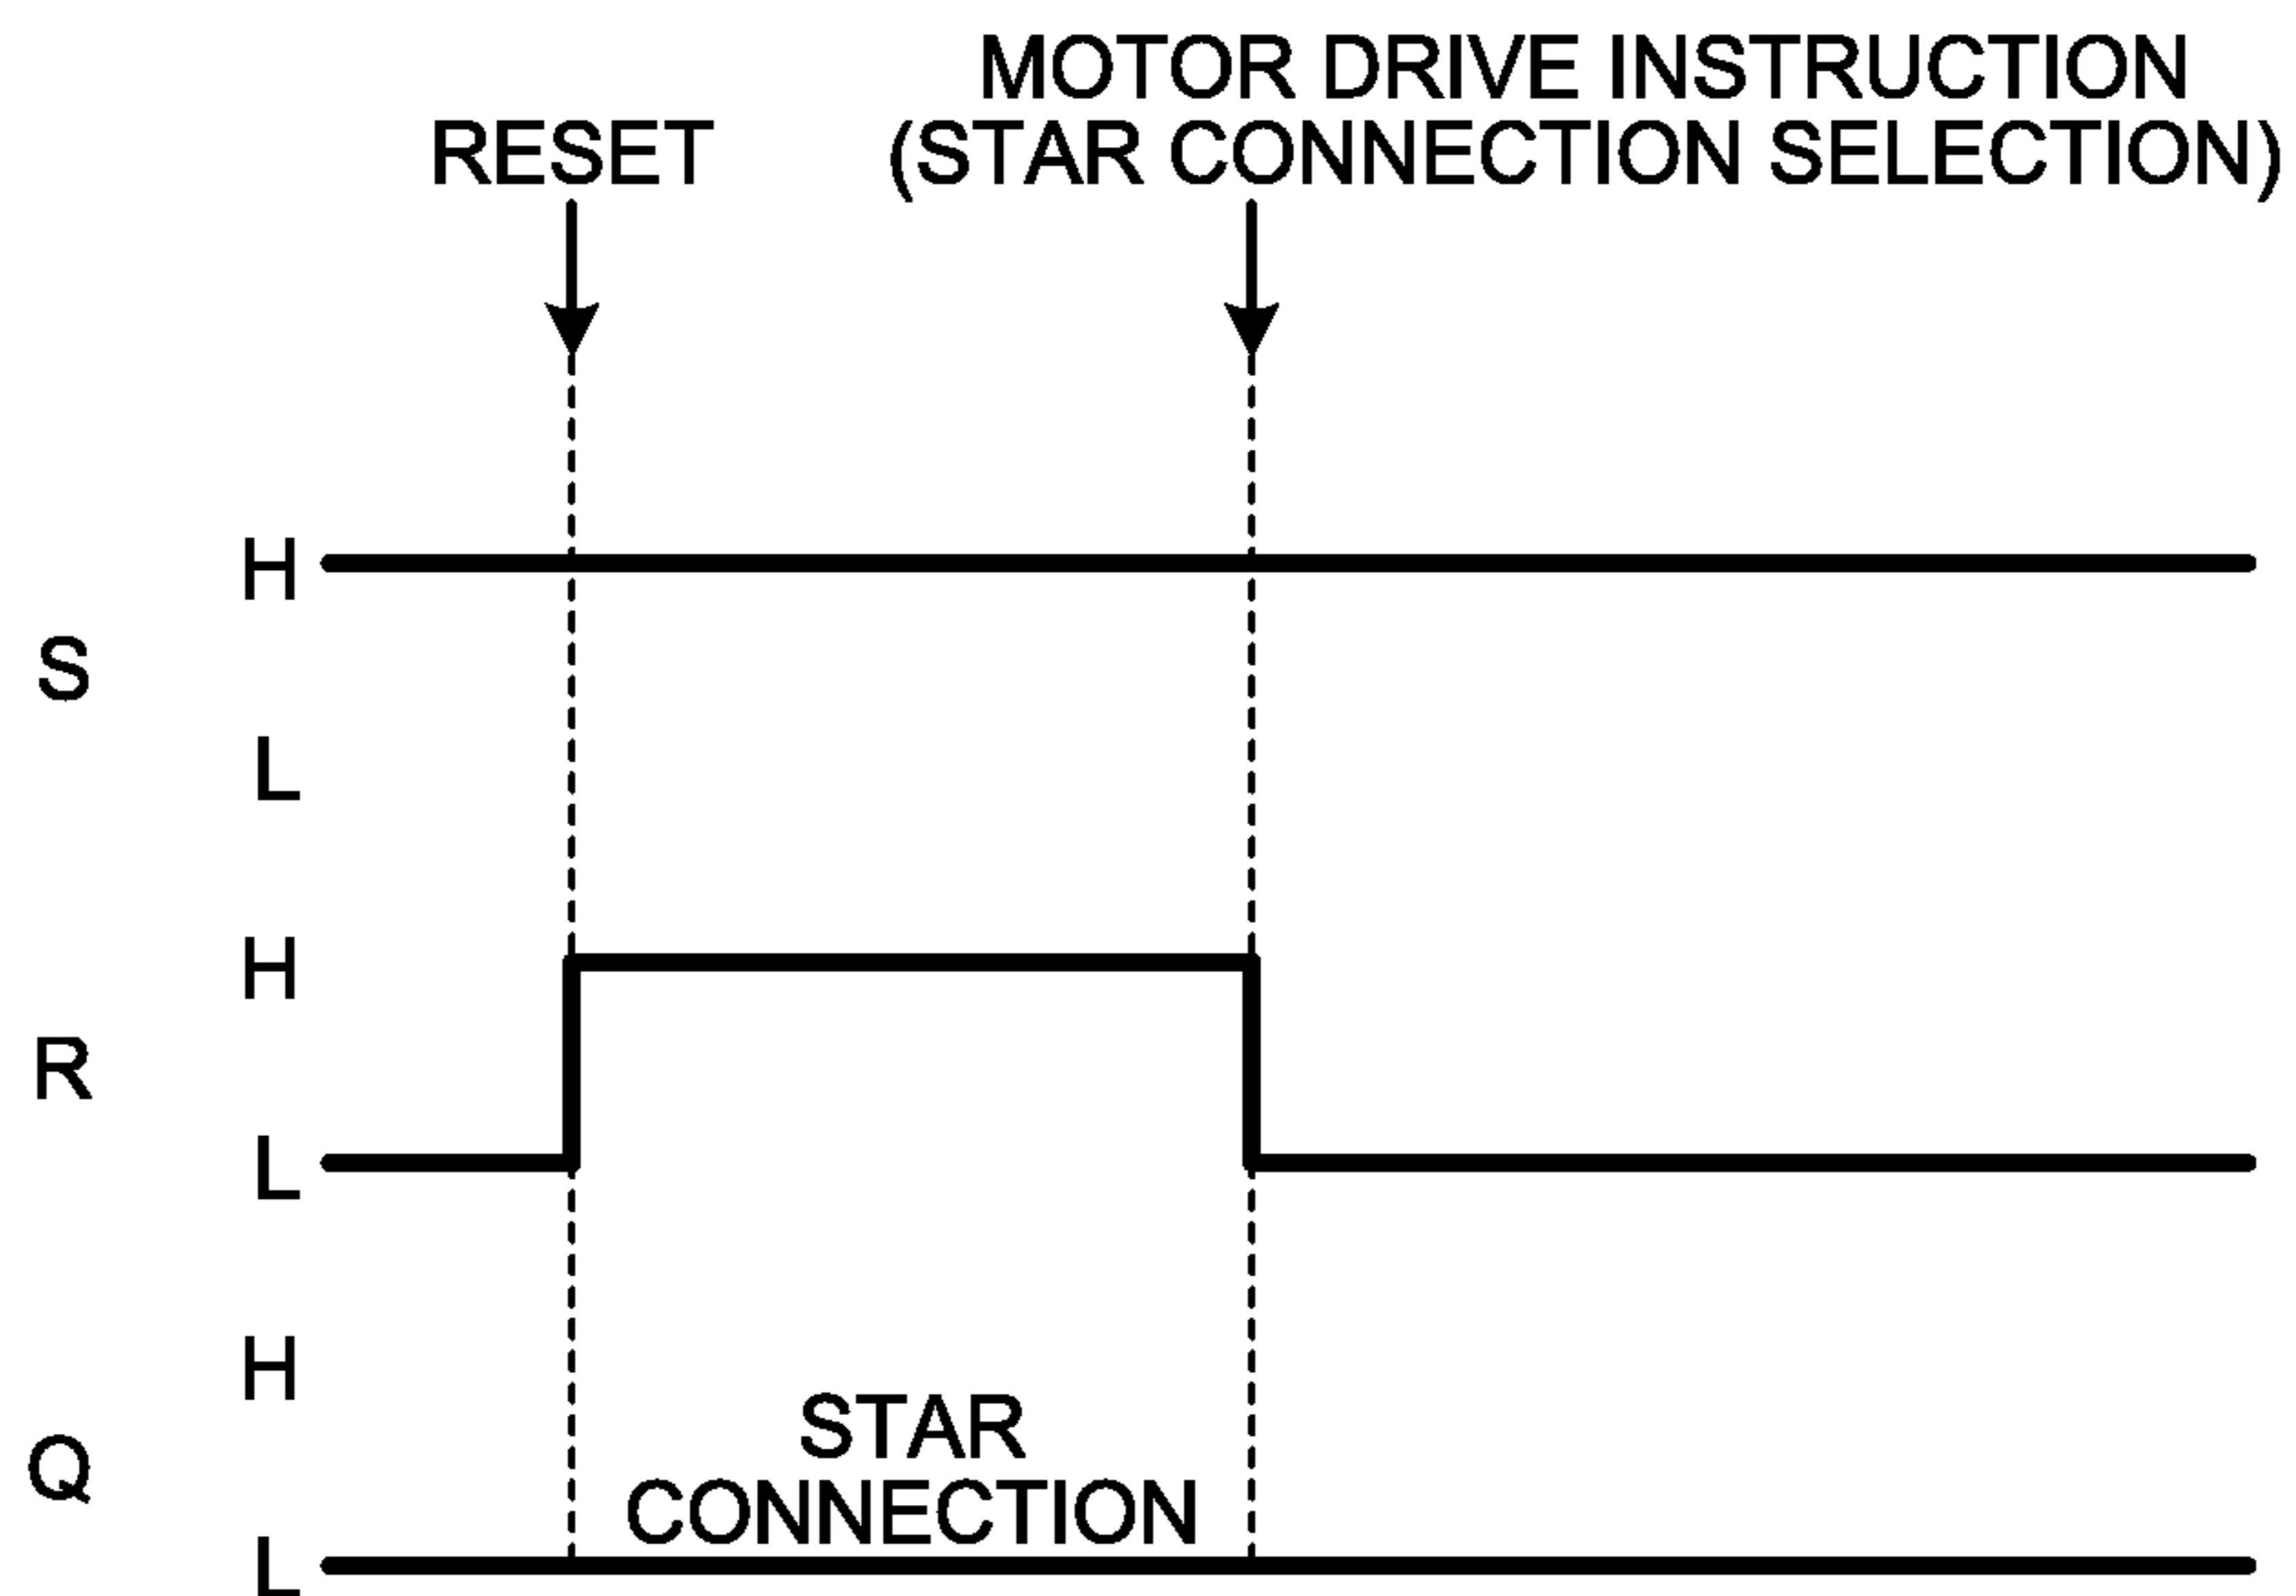 MOTOR DRIVE INSTRUCTION
RESET (STAR CONNECTION SELECTION)
H
S
L
H
R
L
H
STAR
Q
CONNECTION
L